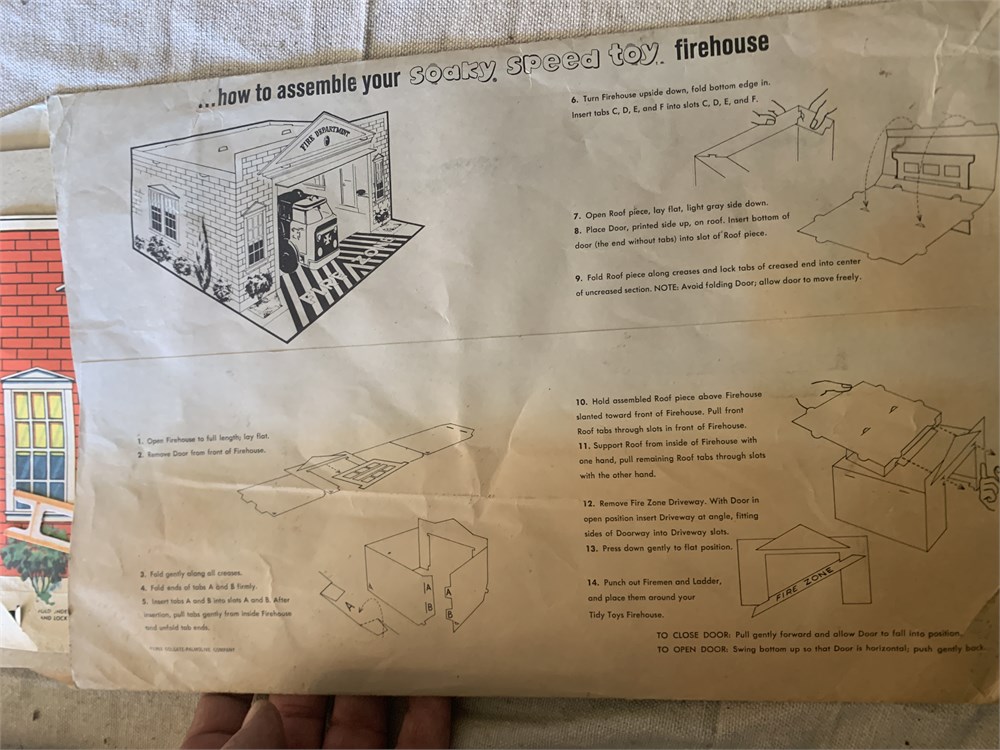 ...how to assemble your soaky speed toy firehouse
FIRE DEPARTMENT
FIRE ZONE
1. Open Firehouse to full length; lay flat.
2. Remove Door from front of Firehouse.
3. Fold gently along all creases.
4. Fold ends of tabs A and B firmly.
5. Insert tabs A and B into slots A and B. After
insertion, pull tabs gently from inside Firehouse
and unfold tab ends.
A
A
B
A
A
B
COMPANY
6. Turn Firehouse upside down, fold bottom edge in.
Insert tabs C, D, E, and F into slots C, D, E, and F.
7. Open Roof piece, lay flat, light gray side down.
8. Place Door, printed side up, on roof. Insert bottom of
door (the end without tabs) into slot of Roof piece.
9. Fold Roof piece along creases and lock tabs of creased end into center
of uncreased section. NOTE: Avoid folding Door; allow door to move freely.
10. Hold assembled Roof piece above Firehouse
slanted toward front of Firehouse. Pull front
Roof tabs through slots in front of Firehouse.
11. Support Roof from inside of Firehouse with
one hand, pull remaining Roof tabs through slots
with the other hand.
12. Remove Fire Zone Driveway. With Door in
open position insert Driveway at angle, fitting
sides of Doorway into Driveway slots.
13. Press down gently to flat position.
FIRE ZONE
14. Punch out Firemen and Ladder,
and place them around your
Tidy Toys Firehouse.
TO CLOSE DOOR: Pull gently forward and allow Door to fall into position.
TO OPEN DOOR: Swing bottom up so that Door is horizontal; push gently back.
AND LOCK